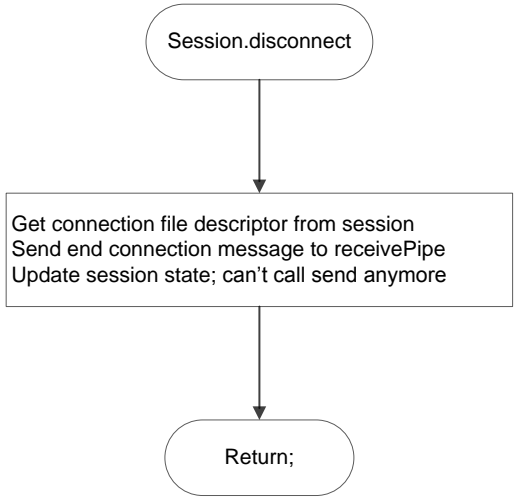 Session.disconnect
Get connection file descriptor from session
Send end connection message to receivePipe
Update session state; can't call send anymore
Return;